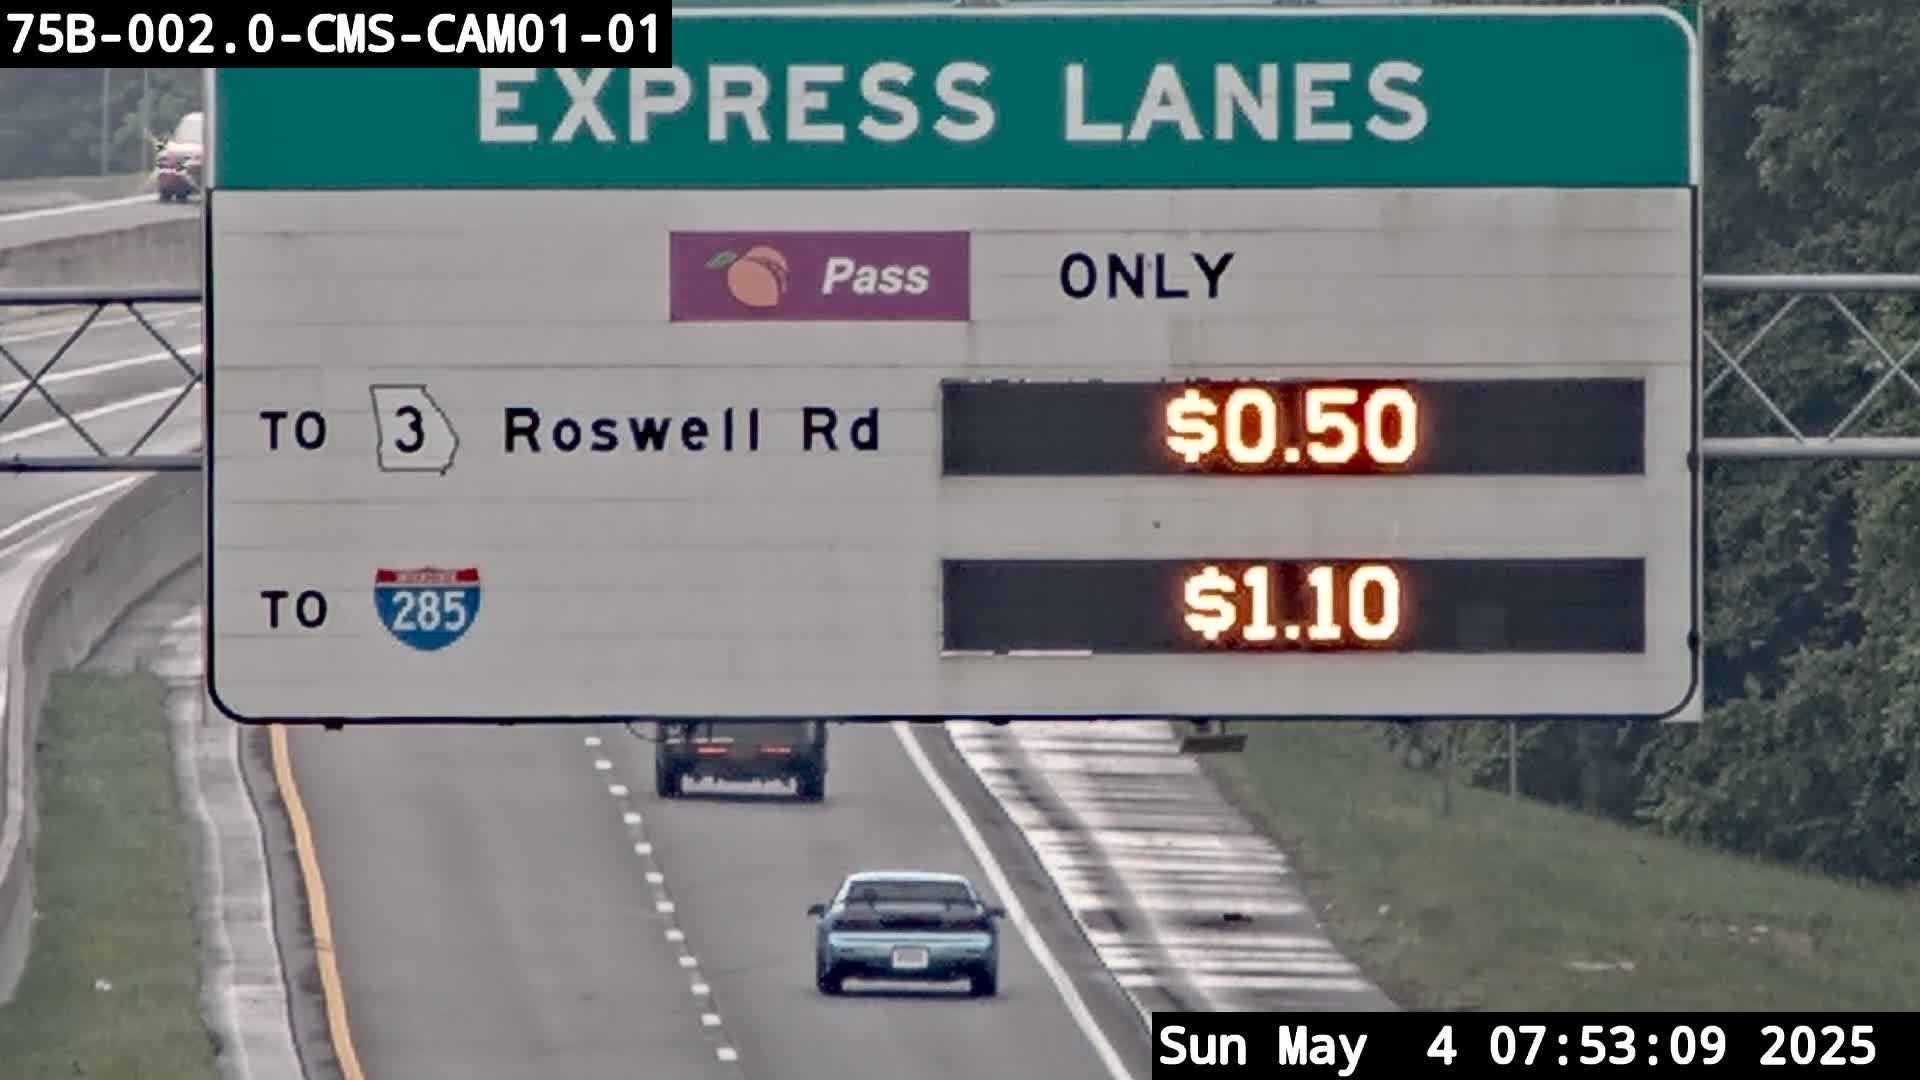 75B-002.0-CMS-CAM01-01
EXPRESS LANES
Pass ONLY
TO 3 Roswell Rd $0.50
TO 285 $1.10
Sun May 4 07:53:09 2025